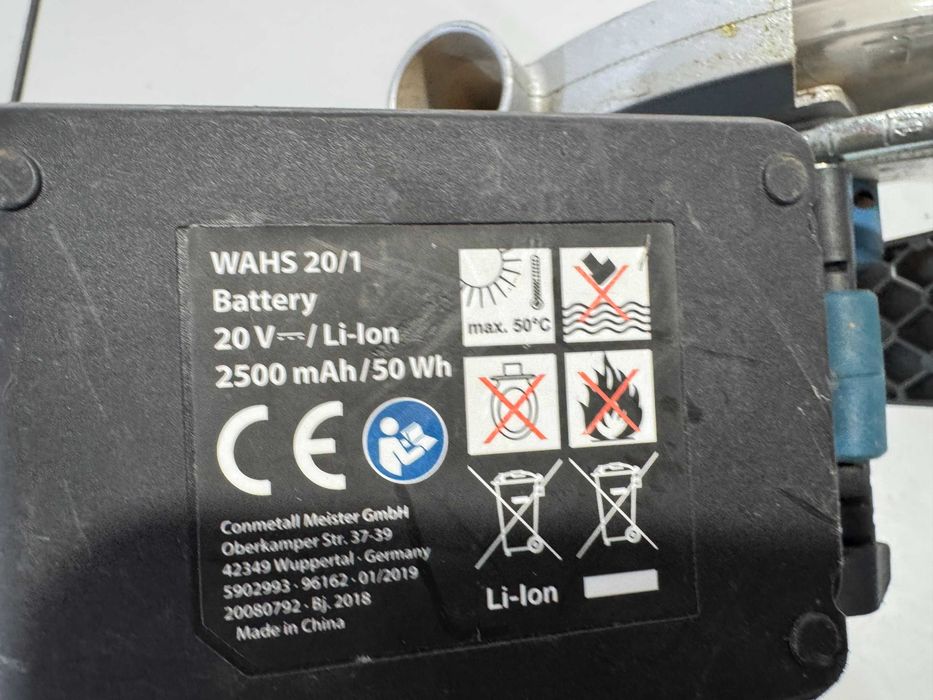 WAHS 20/1
Battery
20 V⎓/ Li-Ion
2500 mAh/50 Wh
max. 50°C
CE
Conmetall Meister GmbH
Oberkamper Str. 37-39
42349 Wuppertal · Germany
5902993 · 96162 · 01/2019
20080792 · Bj. 2018
Made in China
Li-Ion